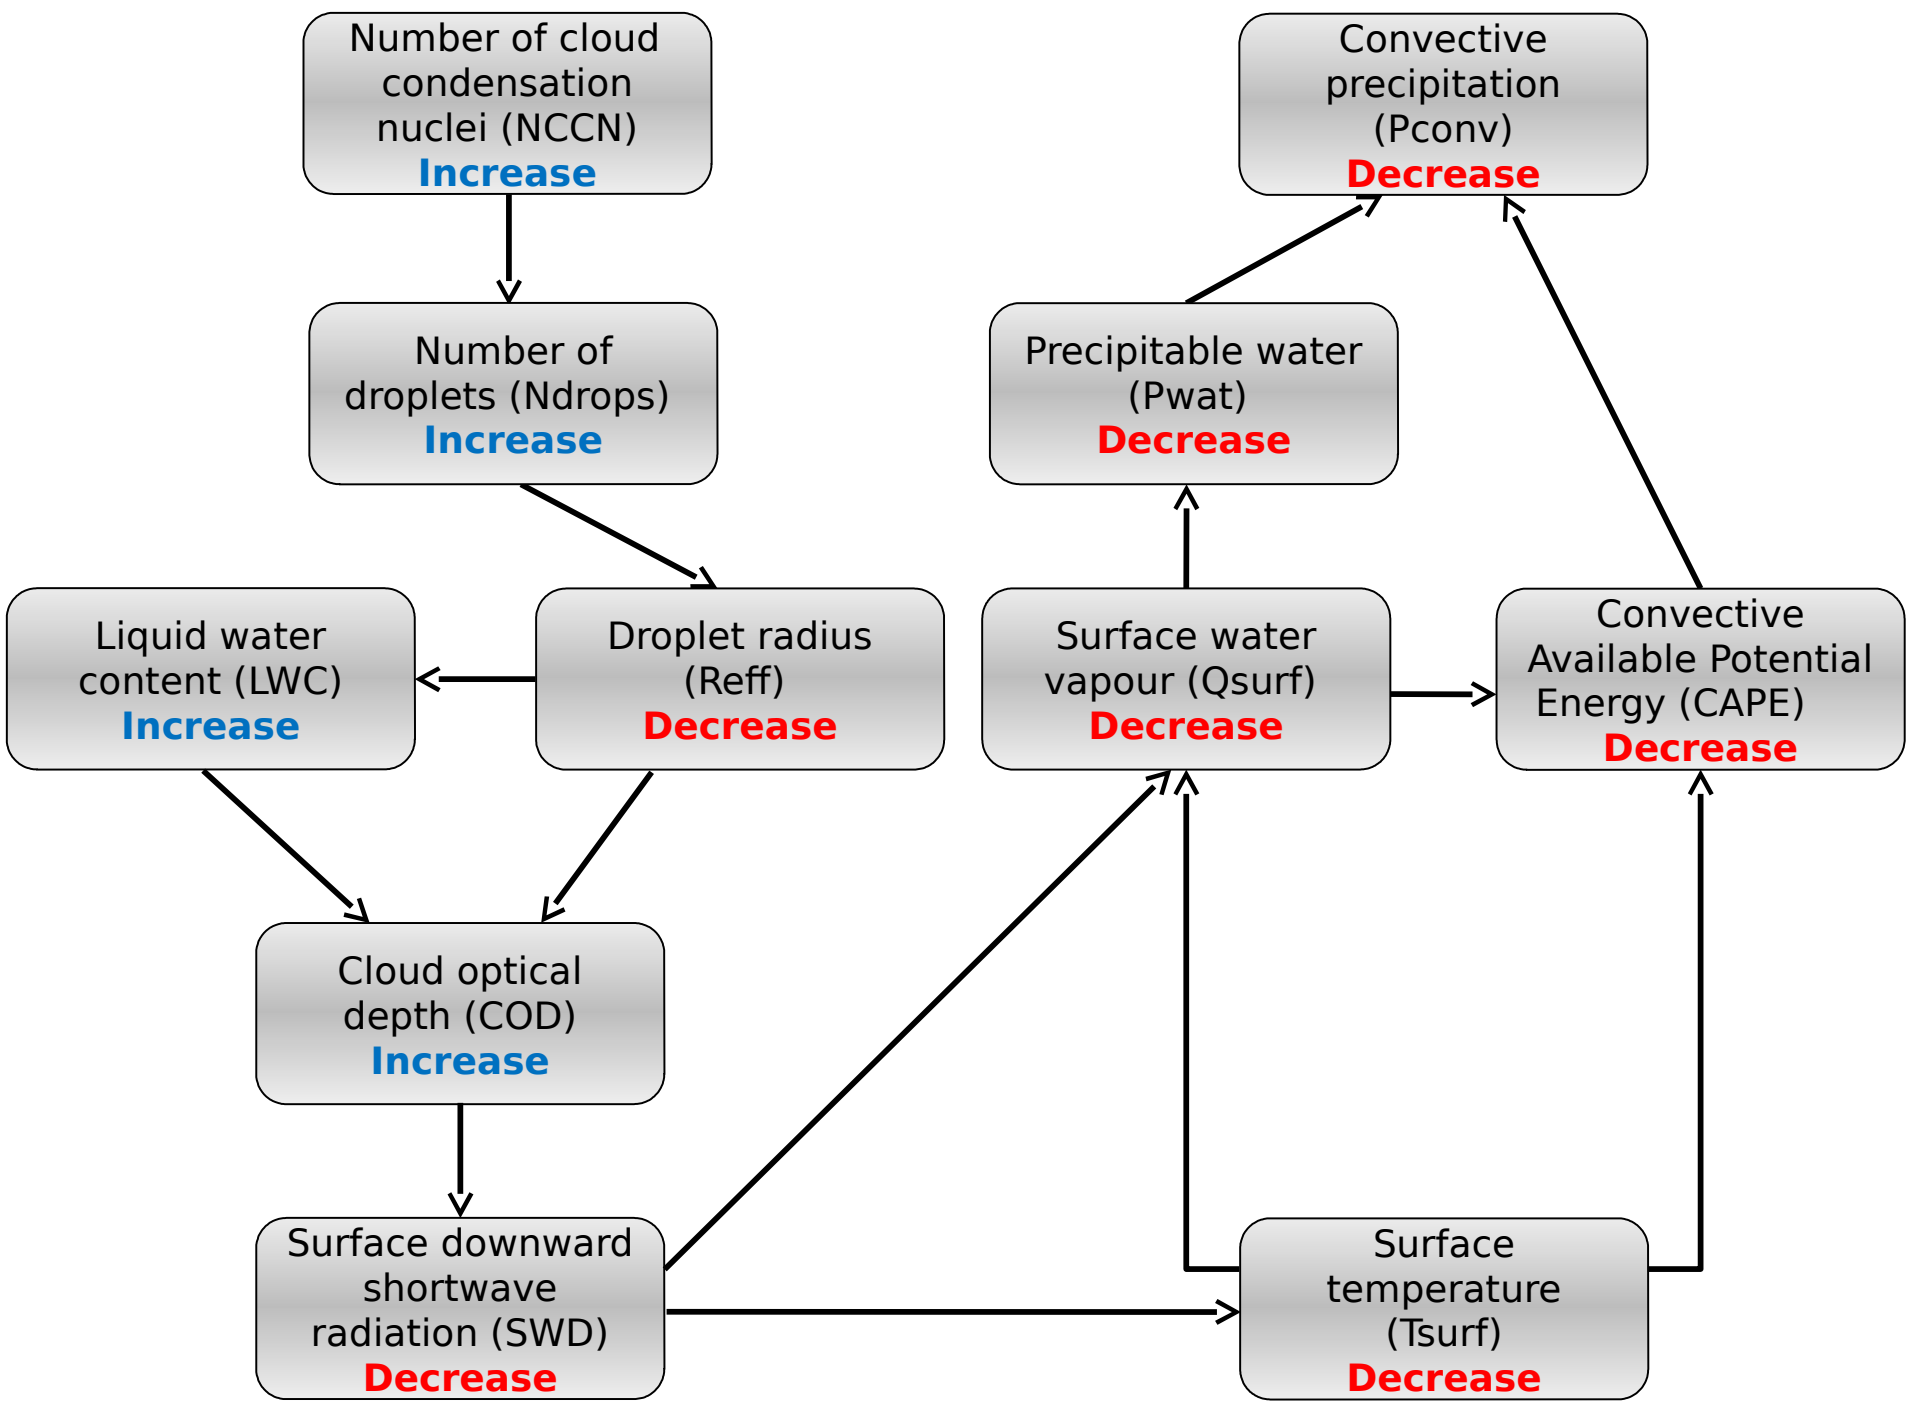 Number of cloud
condensation
nuclei (NCCN)
Increase
Convective
precipitation
(Pconv)
Decrease
Number of
droplets (Ndrops)
Increase
Precipitable water
(Pwat)
Decrease
Liquid water
content (LWC)
Increase
Droplet radius
(Reff)
Decrease
Surface water
vapour (Qsurf)
Decrease
Convective
Available Potential
Energy (CAPE)
Decrease
Cloud optical
depth (COD)
Increase
Surface downward
shortwave
radiation (SWD)
Decrease
Surface
temperature
(Tsurf)
Decrease